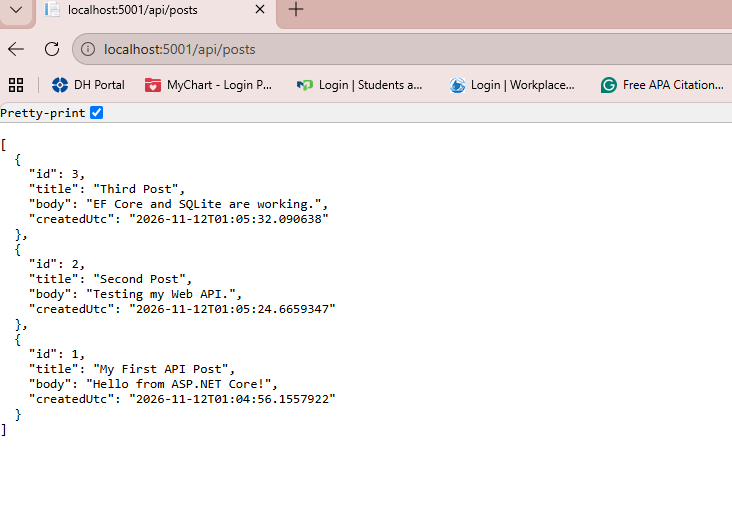 localhost:5001/api/posts
localhost:5001/api/posts
DH Portal
MyChart - Login P...
Login | Students a...
Login | Workplace...
Free APA Citation...
Pretty-print
[
  {
    "id": 3,
    "title": "Third Post",
    "body": "EF Core and SQLite are working.",
    "createdUtc": "2026-11-12T01:05:32.090638"
  },
  {
    "id": 2,
    "title": "Second Post",
    "body": "Testing my Web API.",
    "createdUtc": "2026-11-12T01:05:24.6659347"
  },
  {
    "id": 1,
    "title": "My First API Post",
    "body": "Hello from ASP.NET Core!",
    "createdUtc": "2026-11-12T01:04:56.1557922"
  }
]